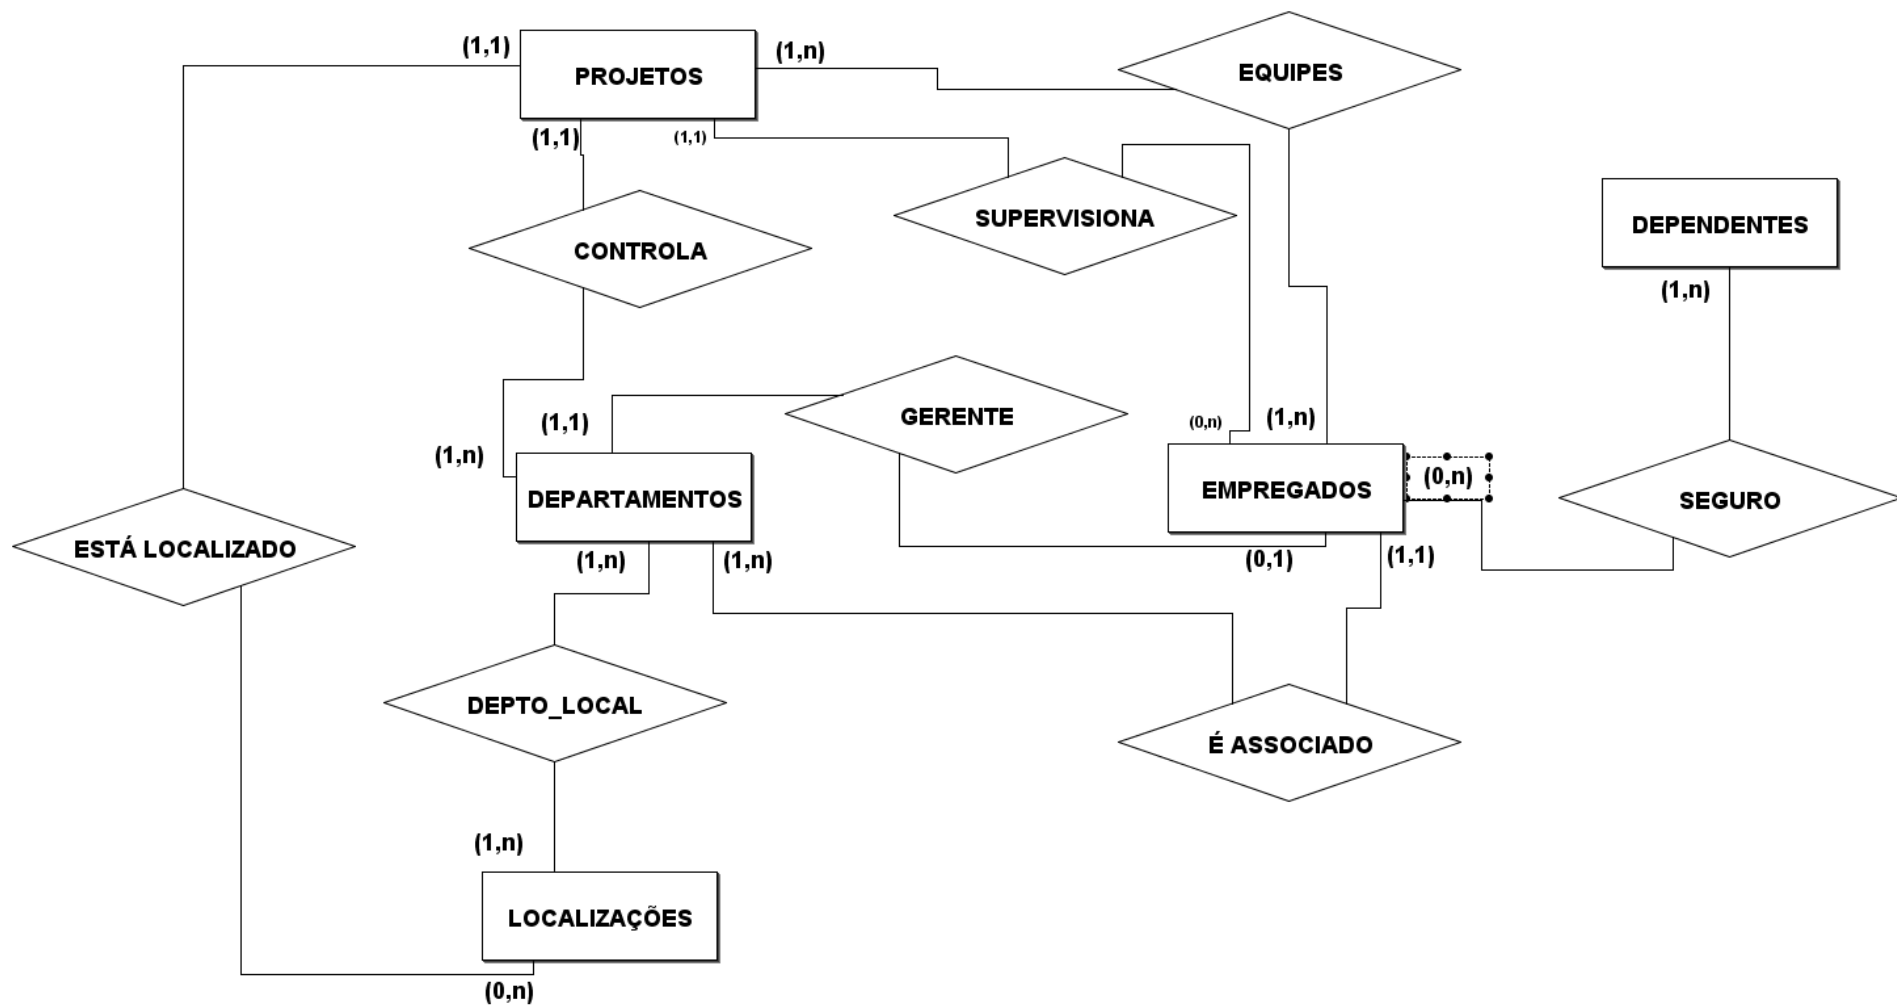 (1,1)
PROJETOS
(1,n)
EQUIPES
(1,1)
(1,1)
SUPERVISIONA
DEPENDENTES
CONTROLA
(1,n)
GERENTE
(1,1)
(0,n)
(1,n)
(1,n)
DEPARTAMENTOS
EMPREGADOS
(0,n)
SEGURO
ESTÁ LOCALIZADO
(1,n)
(1,n)
(0,1)
(1,1)
DEPTO_LOCAL
É ASSOCIADO
(1,n)
LOCALIZAÇÕES
(0,n)